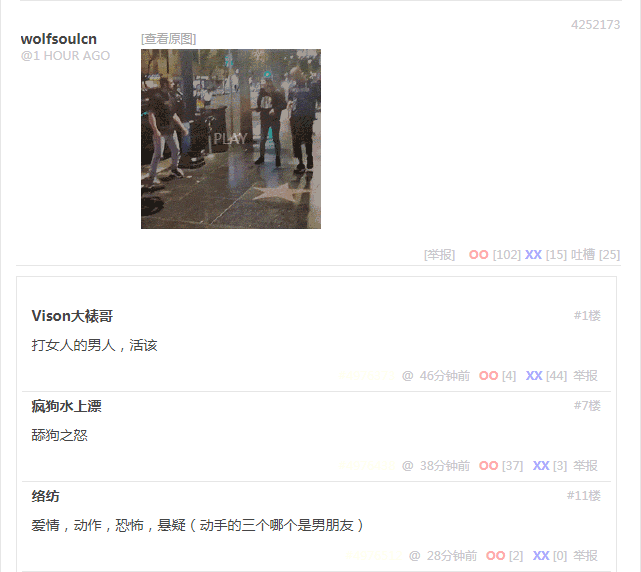 4252173
wolfsoulcn
[查看原图]
@1 HOUR AGO
PLAY
[举报] OO [102] XX [15] 吐槽 [25]
Vison大裱哥 #1楼
打女人的男人，活该
@ 46分钟前 OO [4] XX [44] 举报
疯狗水上漂 #7楼
舔狗之怒
@ 38分钟前 OO [37] XX [3] 举报
络纺 #11楼
爱情，动作，恐怖，悬疑（动手的三个哪个是男朋友）
@ 28分钟前 OO [2] XX [0] 举报